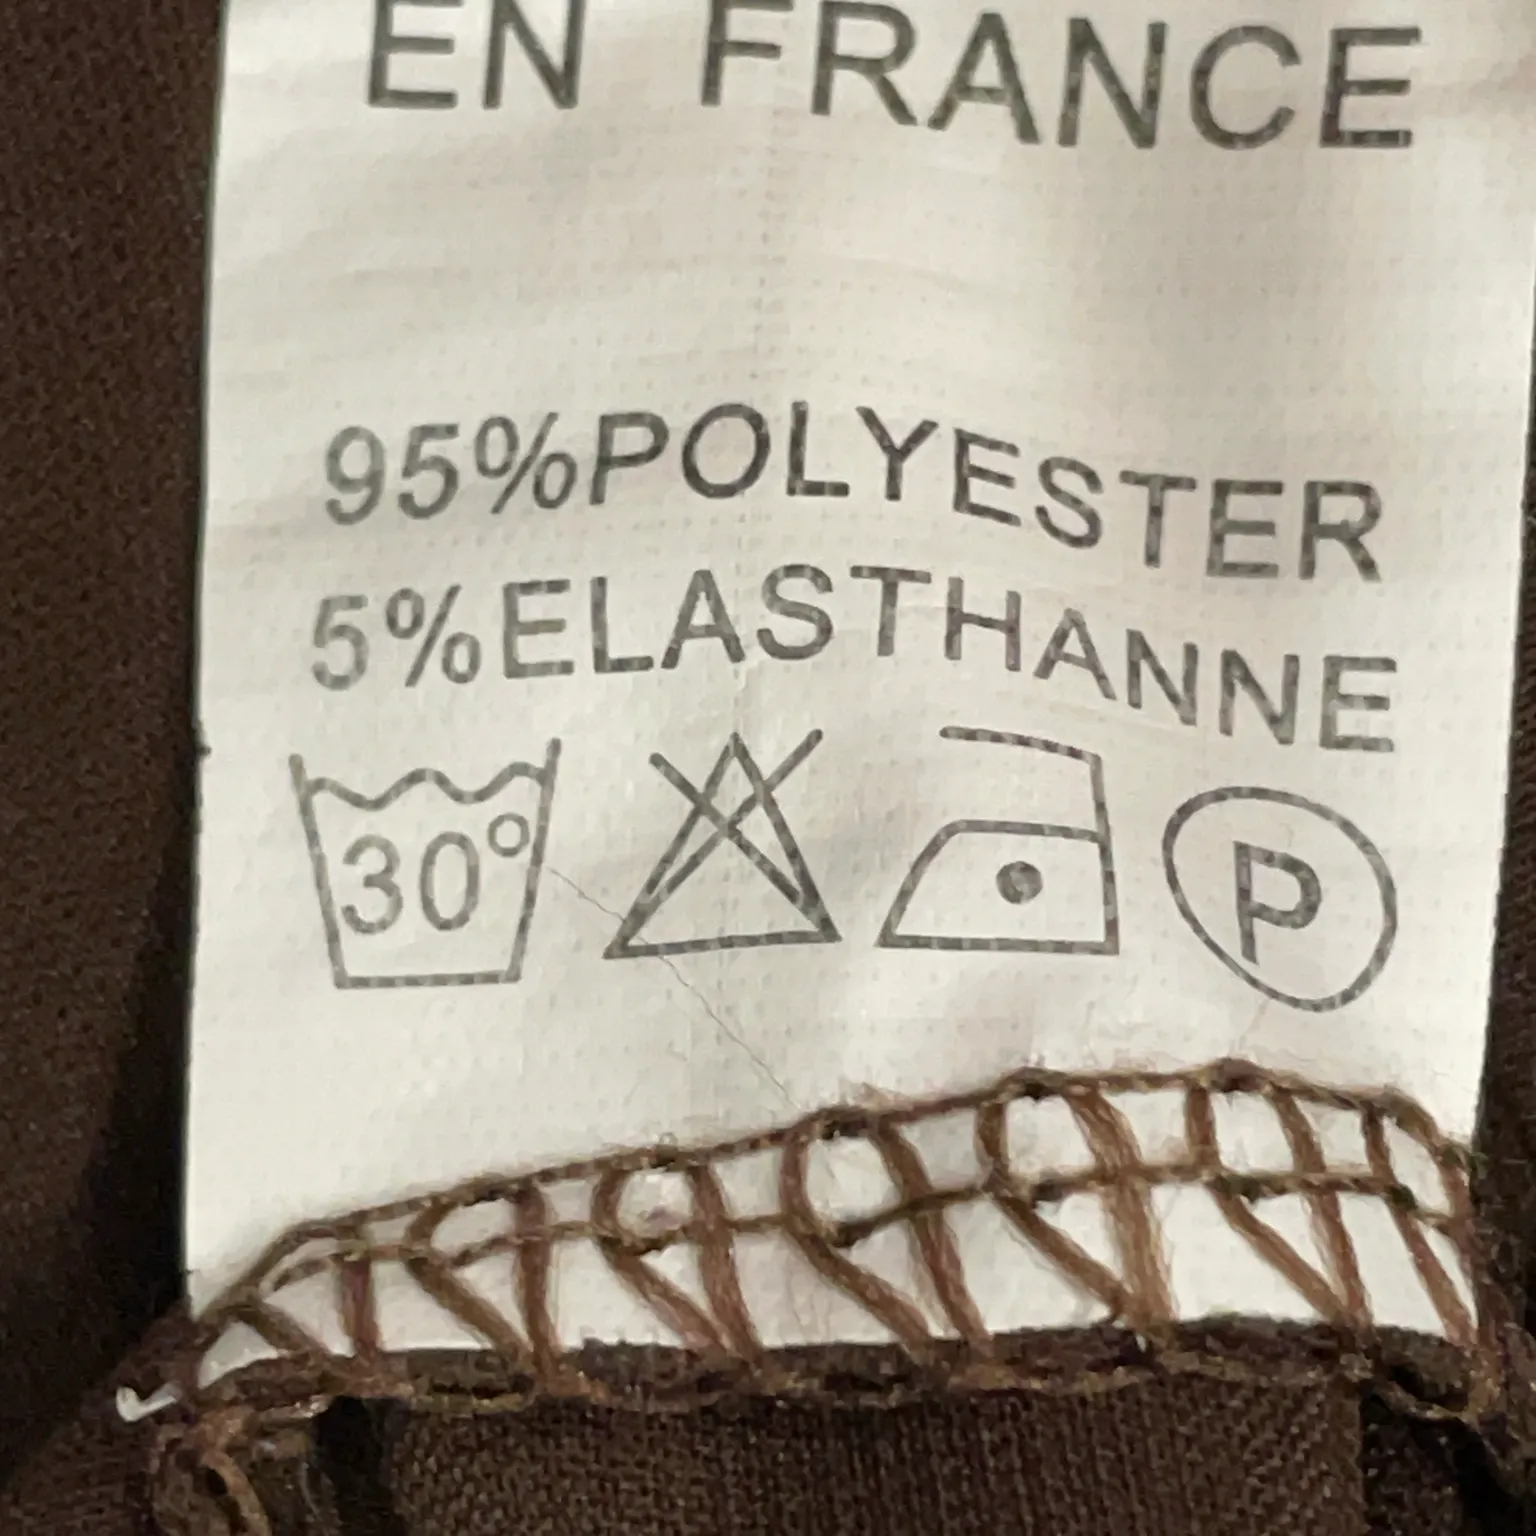 EN FRANCE
95%POLYESTER
5%ELASTHANNE
30° P